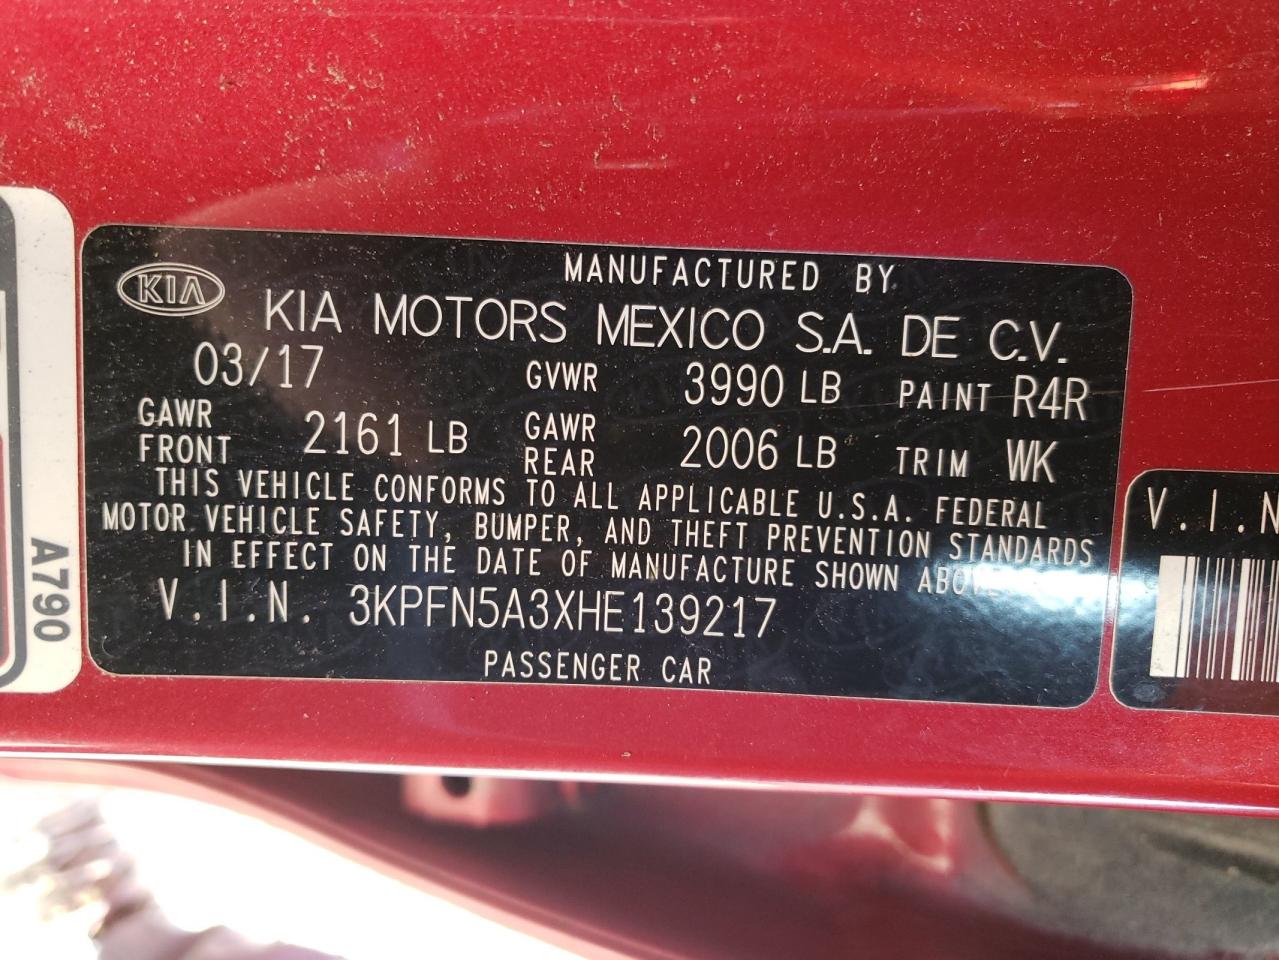 MANUFACTURED BY
KIA
KIA MOTORS MEXICO S.A. DE C.V.
03/17 GVWR 3990 LB PAINT R4R
GAWR FRONT 2161 LB GAWR REAR 2006 LB TRIM WK
THIS VEHICLE CONFORMS TO ALL APPLICABLE U.S.A. FEDERAL
MOTOR VEHICLE SAFETY, BUMPER, AND THEFT PREVENTION STANDARDS
IN EFFECT ON THE DATE OF MANUFACTURE SHOWN ABOVE.
V.I.N. 3KPFN5A3XHE139217
PASSENGER CAR
A790
V.I.N